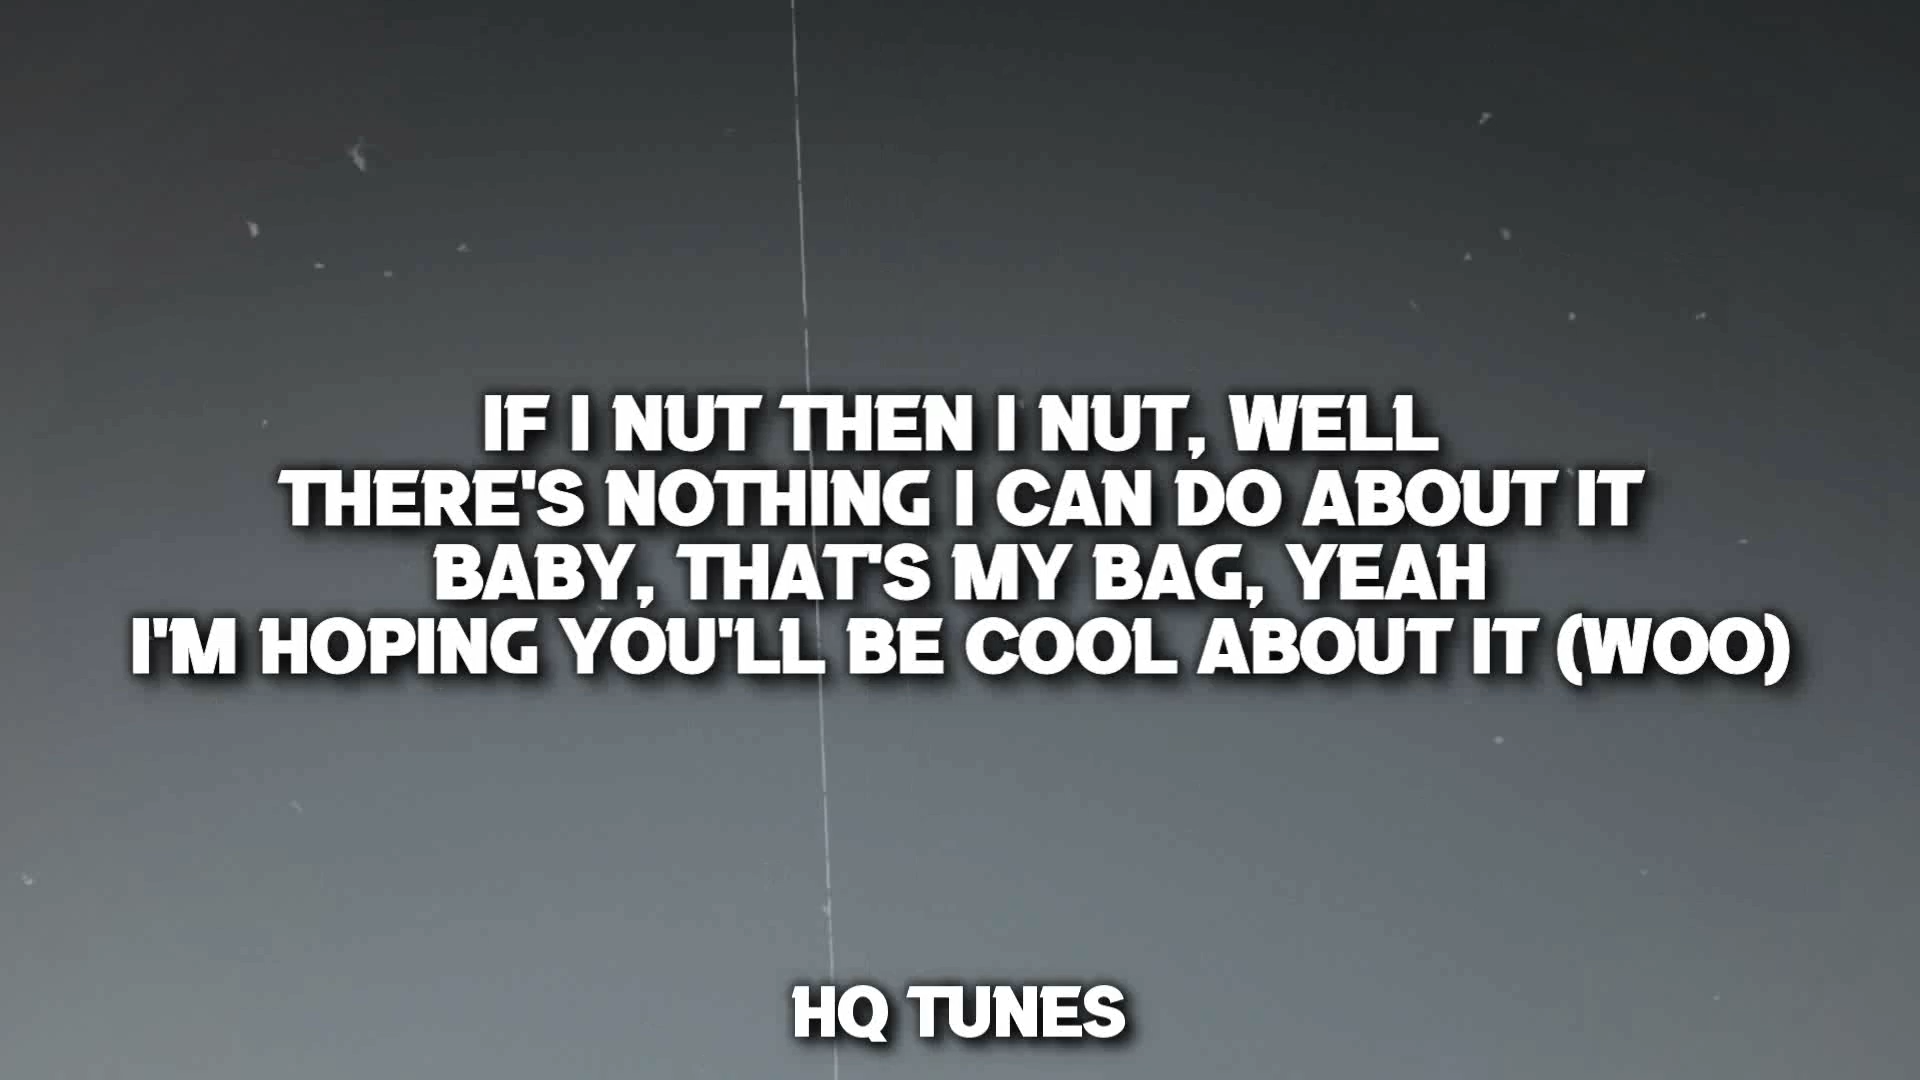 IF I NUT THEN I NUT, WELL
THERE'S NOTHING I CAN DO ABOUT IT
BABY, THAT'S MY BAG, YEAH
I'M HOPING YOU'LL BE COOL ABOUT IT (WOO)
HQ TUNES